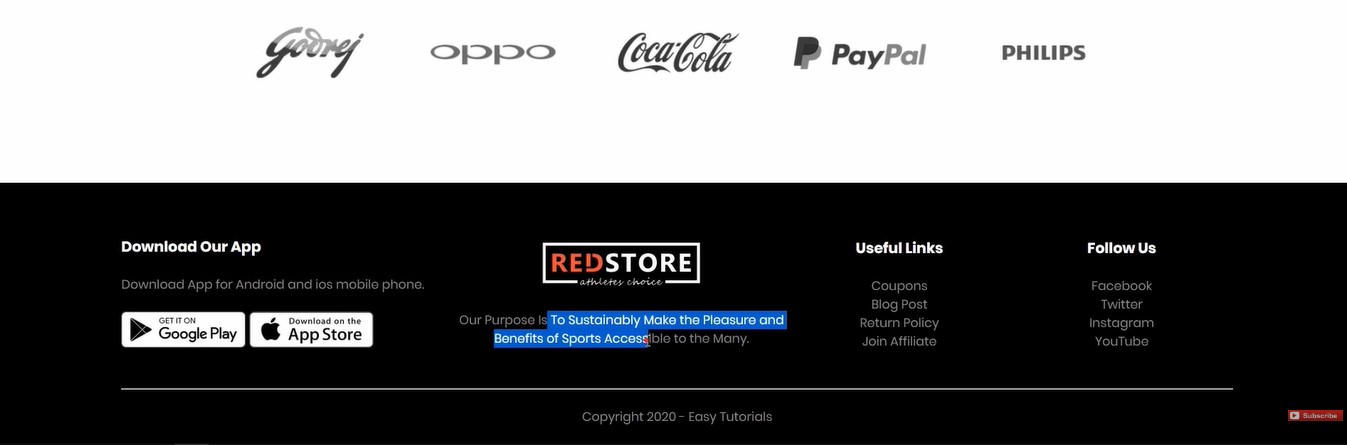 Godrej
oppo
Coca-Cola
PayPal
PHILIPS
Download Our App
Download App for Android and ios mobile phone.
GET IT ON
Google Play
Download on the
App Store
REDSTORE
athletes choice
Our Purpose Is To Sustainably Make the Pleasure and
Benefits of Sports Accessible to the Many.
Useful Links
Coupons
Blog Post
Return Policy
Join Affiliate
Follow Us
Facebook
Twitter
Instagram
YouTube
Copyright 2020 - Easy Tutorials
Subscribe